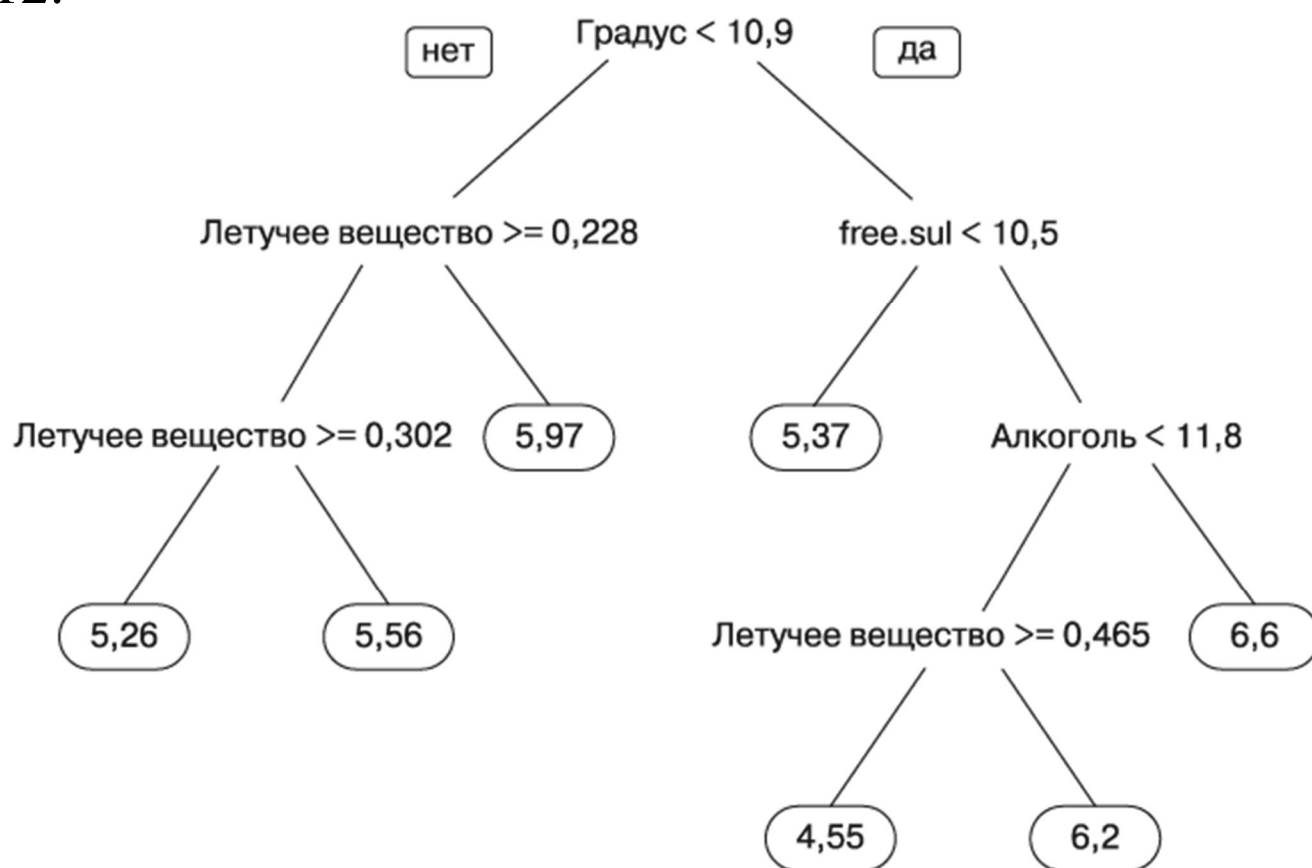 12.
Градус < 10,9
нет
да
Летучее вещество >= 0,228
free.sul < 10,5
Летучее вещество >= 0,302
5,97
5,37
Алкоголь < 11,8
5,26
5,56
Летучее вещество >= 0,465
6,6
4,55
6,2